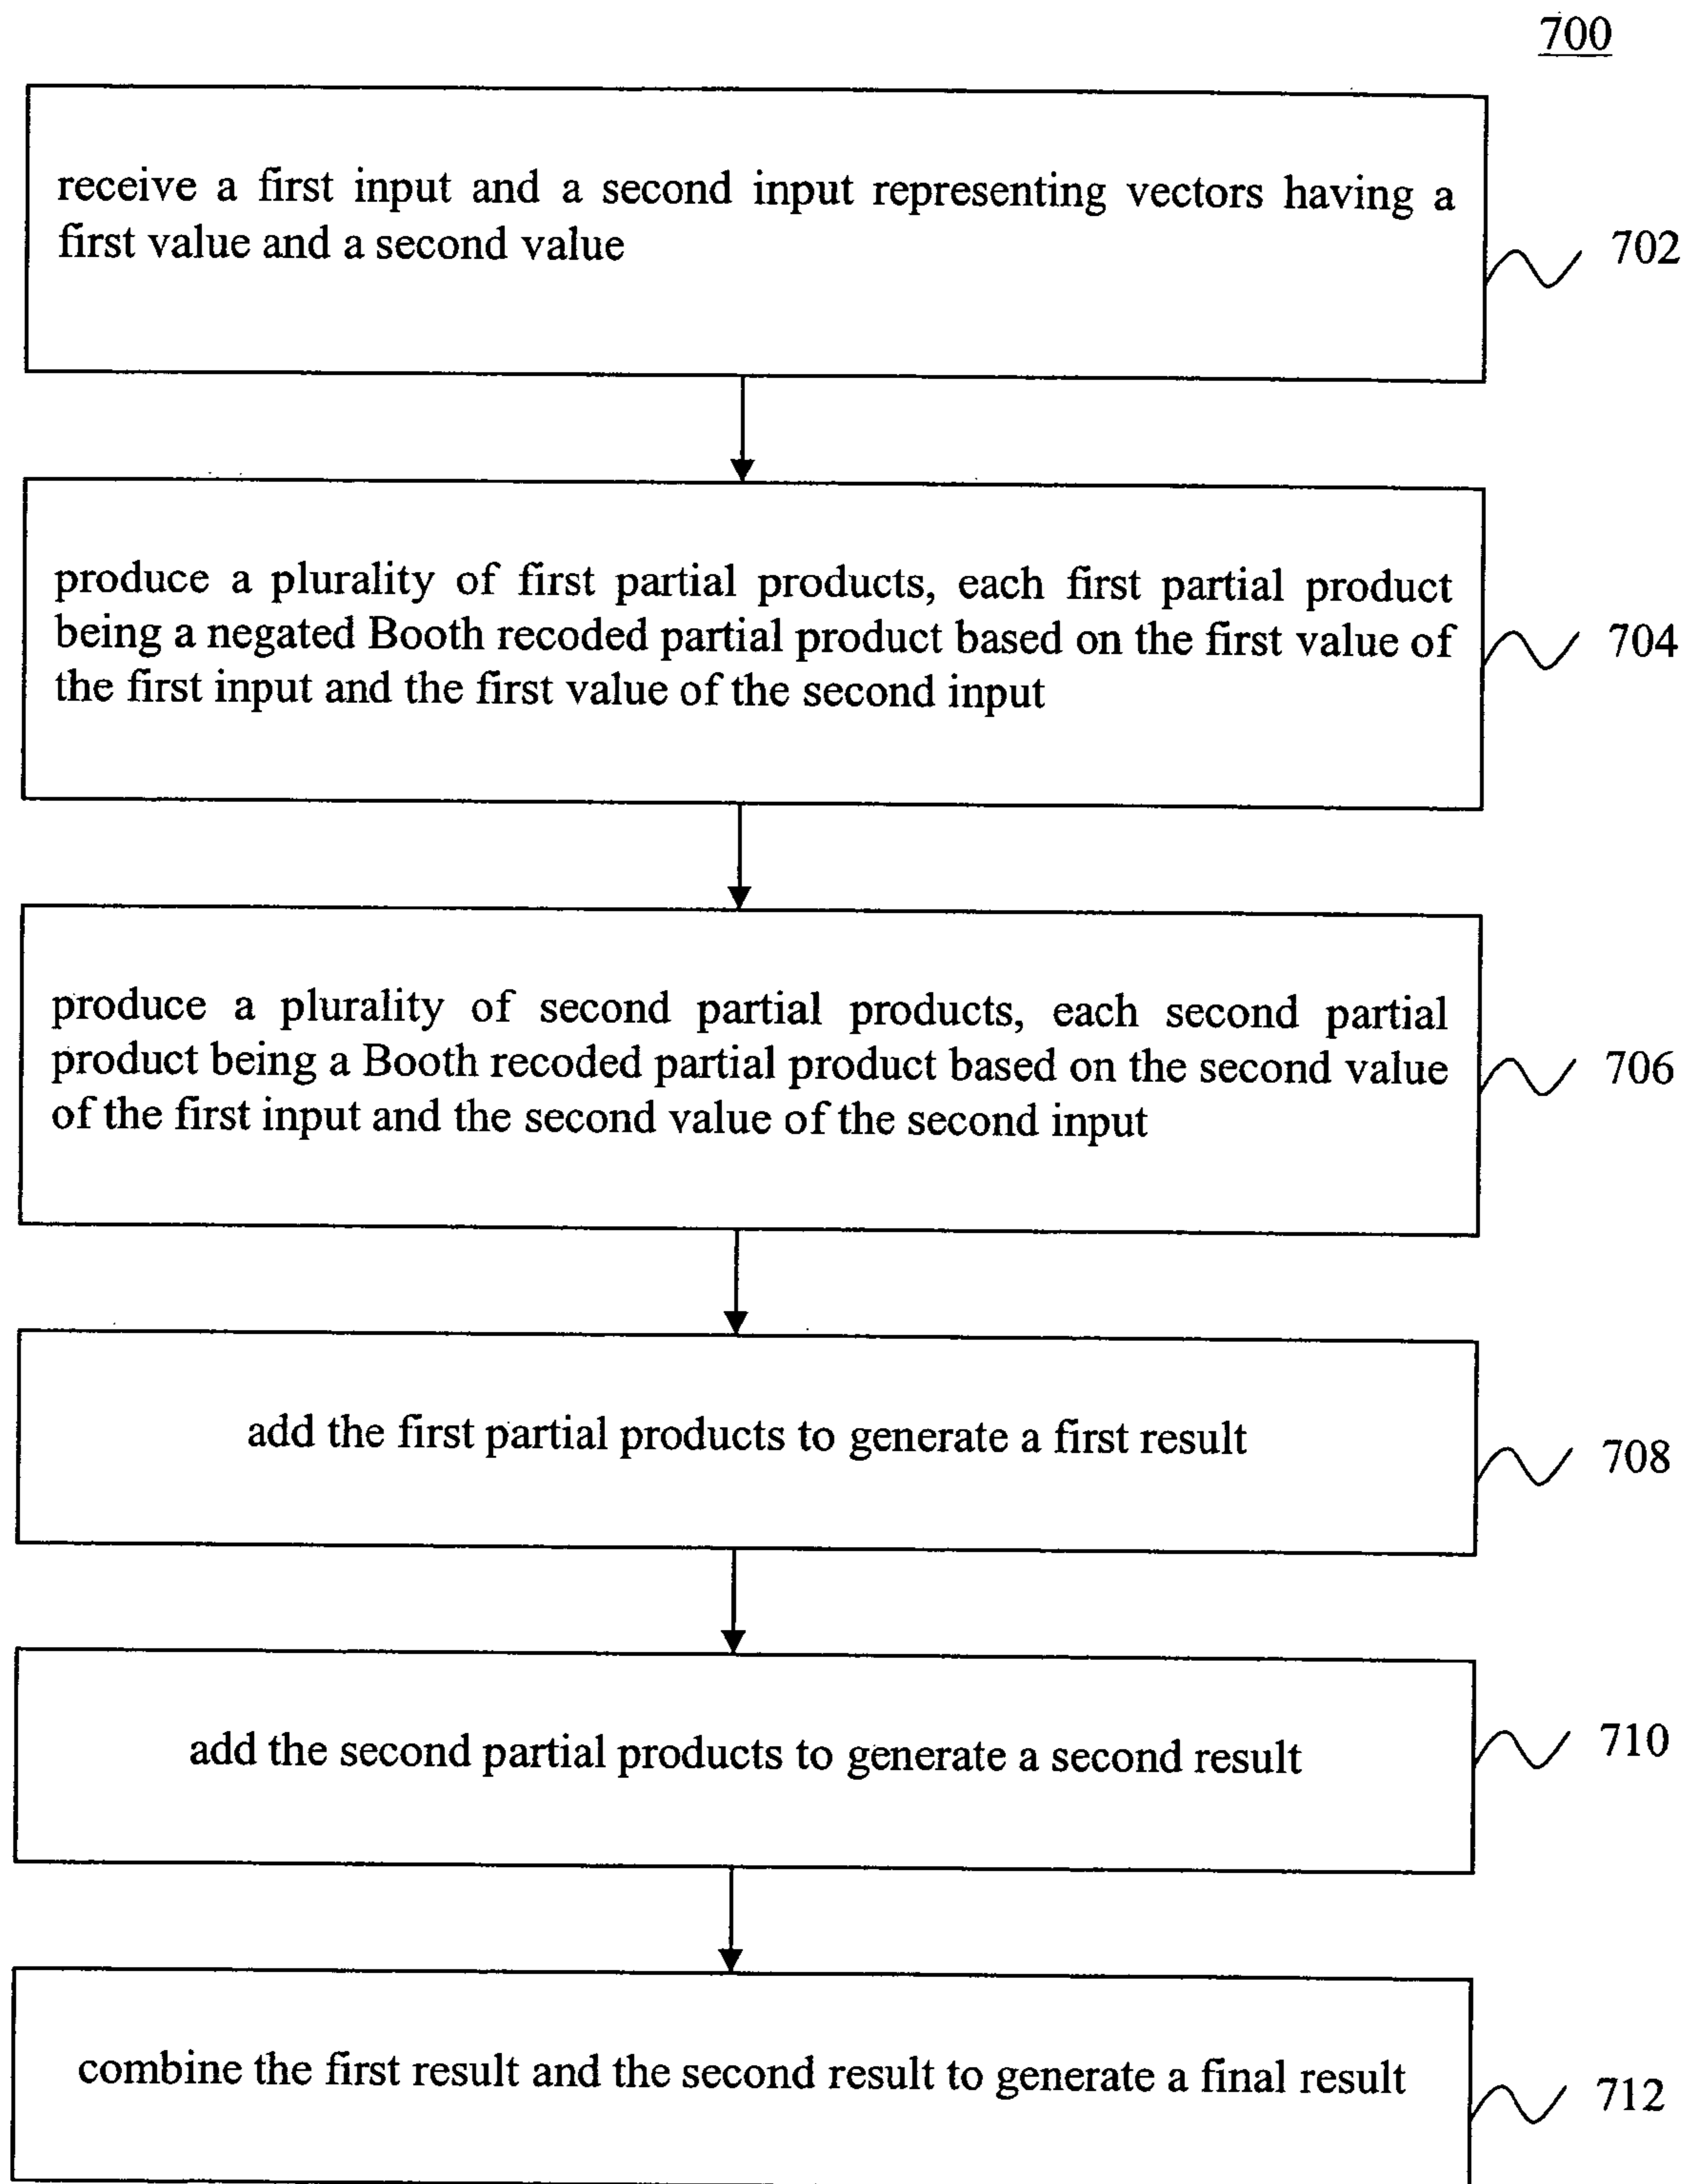 700
receive a first input and a second input representing vectors having a
first value and a second value
702
produce a plurality of first partial products, each first partial product
being a negated Booth recoded partial product based on the first value of
the first input and the first value of the second input
704
produce a plurality of second partial products, each second partial
product being a Booth recoded partial product based on the second value
of the first input and the second value of the second input
706
add the first partial products to generate a first result
708
add the second partial products to generate a second result
710
combine the first result and the second result to generate a final result
712